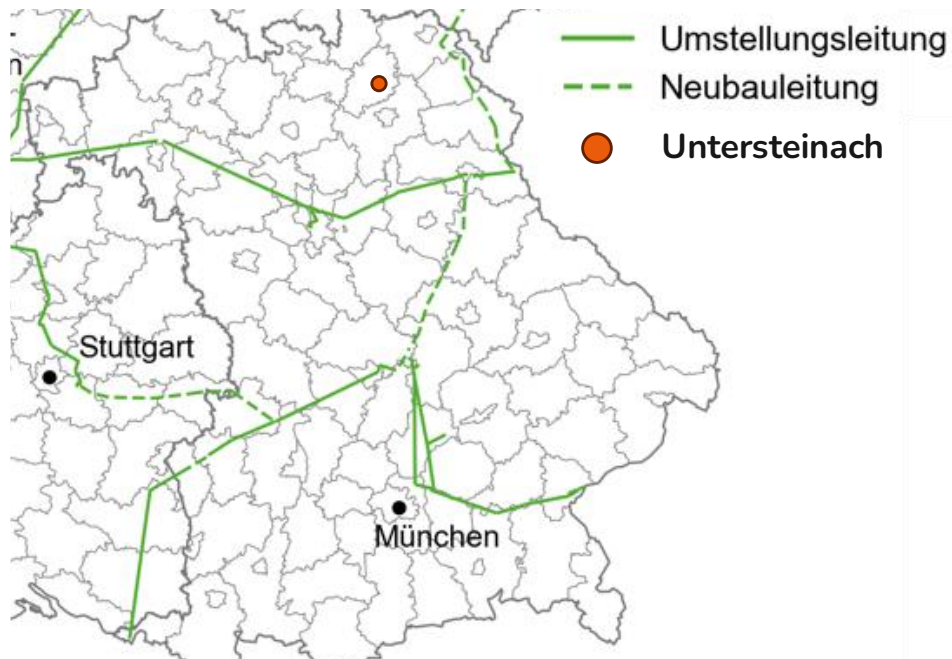 Umstellungsleitung
Neubauleitung
Untersteinach
n
Stuttgart
München